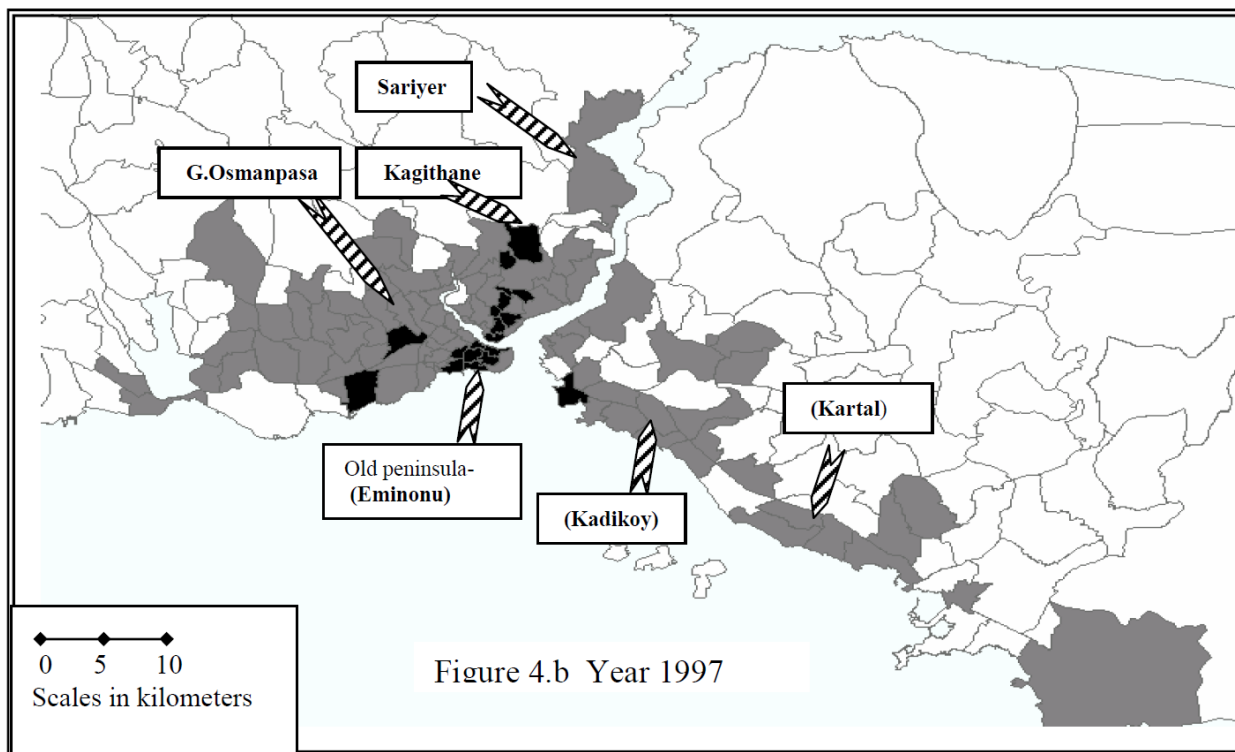 Sariyer
G.Osmanpasa
Kagithane
(Kartal)
Old peninsula-
(Eminonu)
(Kadikoy)
0 5 10
Scales in kilometers
Figure 4.b Year 1997